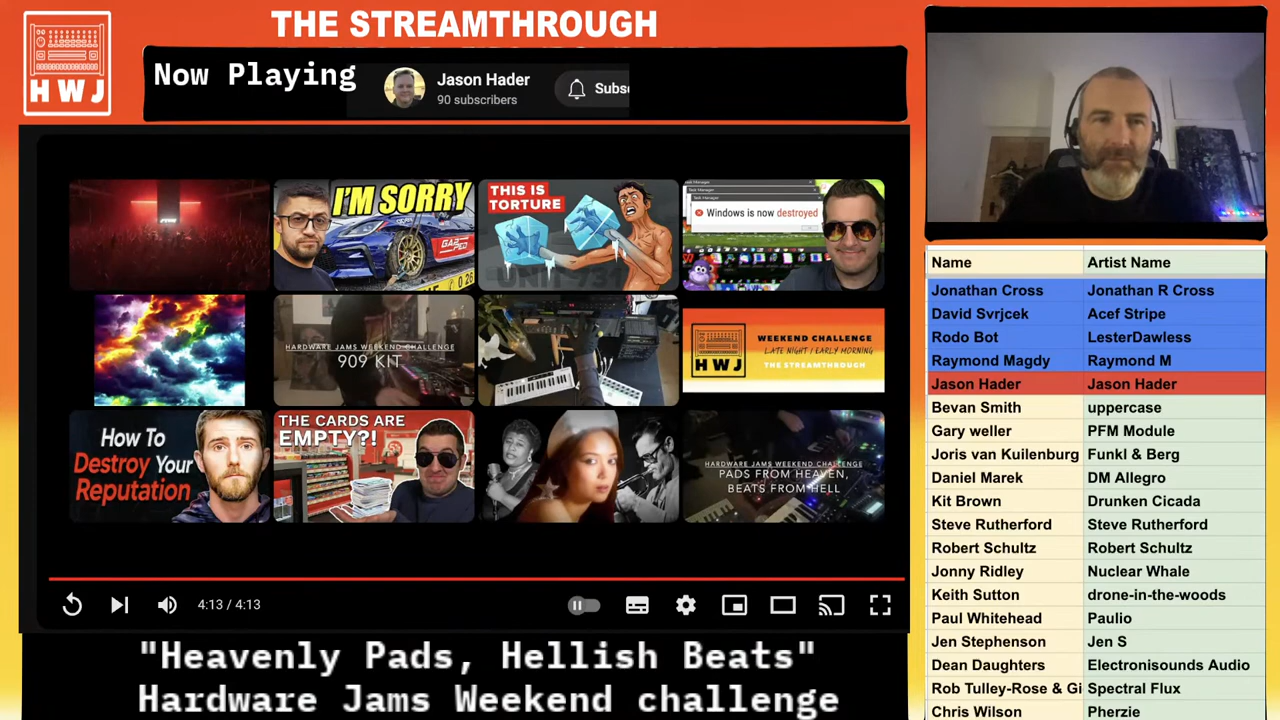 THE STREAMTHROUGH
HWJ
Now Playing
Jason Hader
90 subscribers
Subs
I'M SORRY
THIS IS
TORTURE
Task Manager
Windows is now destroyed
HARDWARE JAMS WEEKEND CHALLENGE
909 KIT
HWJ
WEEKEND CHALLENGE
LATE NIGHT / EARLY MORNING
THE STREAMTHROUGH
How To
Destroy Your
Reputation
THE CARDS ARE
EMPTY?!
HARDWARE JAMS WEEKEND CHALLENGE
PADS FROM HEAVEN,
BEATS FROM HELL
4:13 / 4:13
"Heavenly Pads, Hellish Beats"
Hardware Jams Weekend challenge
Name Artist Name
Jonathan Cross Jonathan R Cross
David Svrjcek Acef Stripe
Rodo Bot LesterDawless
Raymond Magdy Raymond M
Jason Hader Jason Hader
Bevan Smith uppercase
Gary weller PFM Module
Joris van Kuilenburg Funkl & Berg
Daniel Marek DM Allegro
Kit Brown Drunken Cicada
Steve Rutherford Steve Rutherford
Robert Schultz Robert Schultz
Jonny Ridley Nuclear Whale
Keith Sutton drone-in-the-woods
Paul Whitehead Paulio
Jen Stephenson Jen S
Dean Daughters Electronisounds Audio
Rob Tulley-Rose & Gi Spectral Flux
Chris Wilson Pherzie